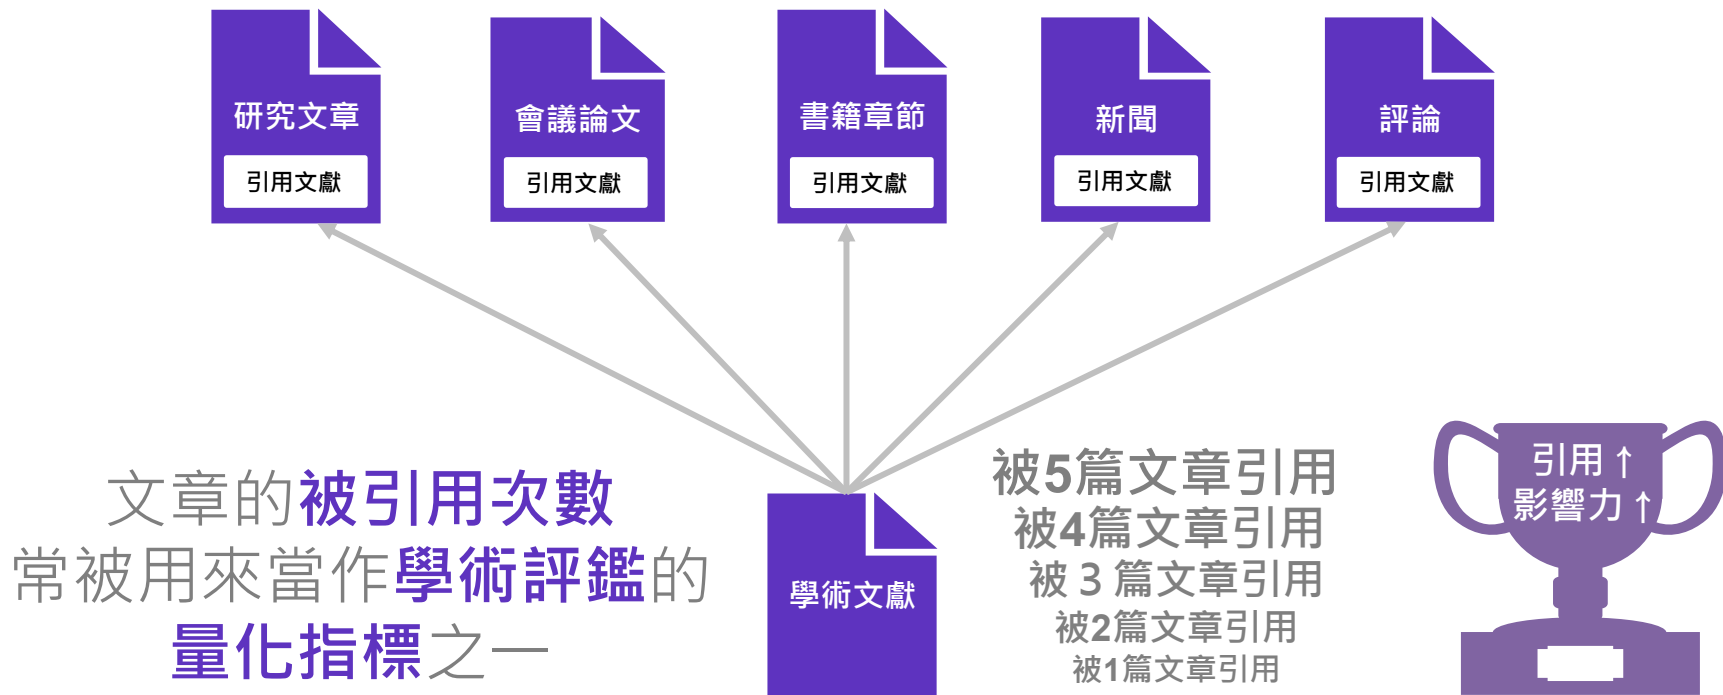 研究文章
引用文獻
會議論文
引用文獻
書籍章節
引用文獻
新聞
引用文獻
評論
引用文獻
文章的被引用次數
常被用來當作學術評鑑的
量化指標之一
學術文獻
被5篇文章引用
被4篇文章引用
被 3 篇文章引用
被2篇文章引用
被1篇文章引用
引用↑
影響力↑